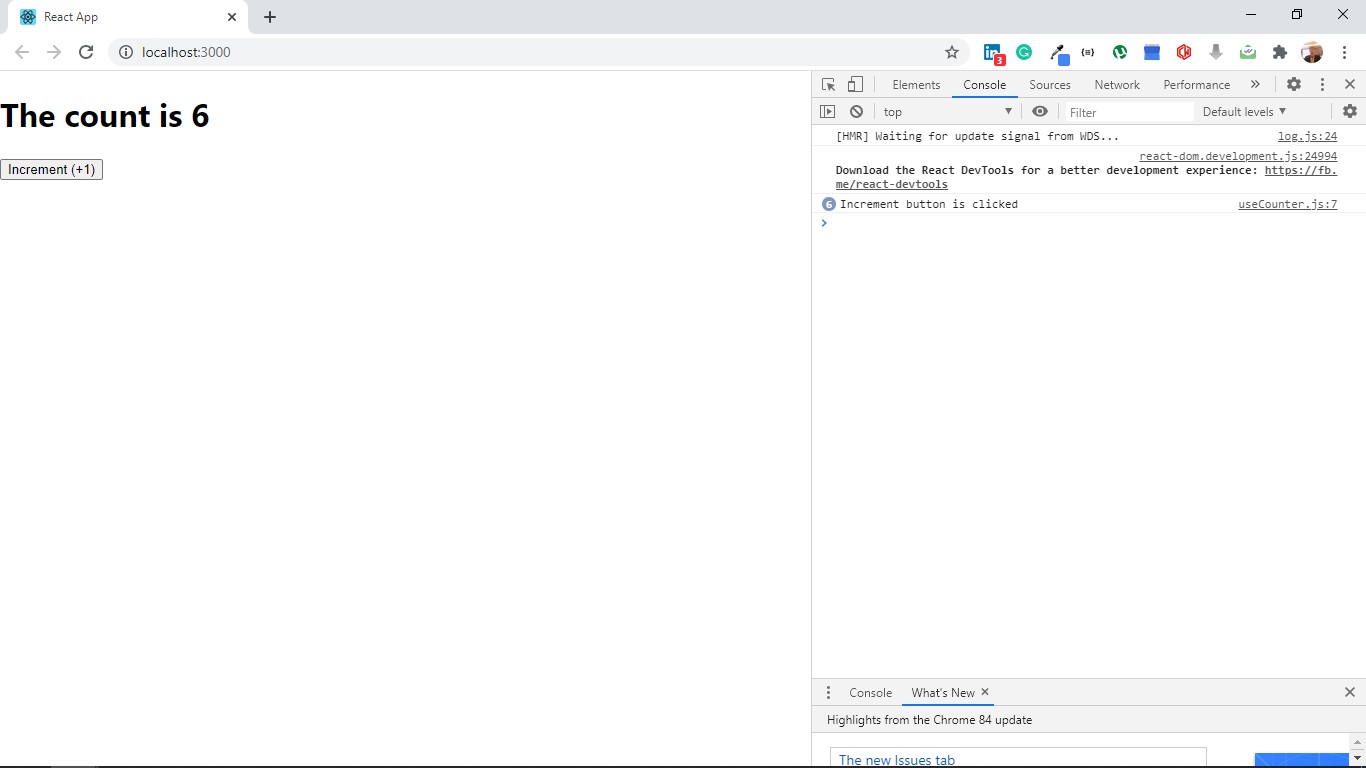 React App
localhost:3000
3
The count is 6
Increment (+1)
Elements Console Sources Network Performance
top Filter Default levels
[HMR] Waiting for update signal from WDS... log.js:24
react-dom.development.js:24994
Download the React DevTools for a better development experience: https://fb.
me/react-devtools
6 Increment button is clicked useCounter.js:7
Console What's New
Highlights from the Chrome 84 update
The new Issues tab